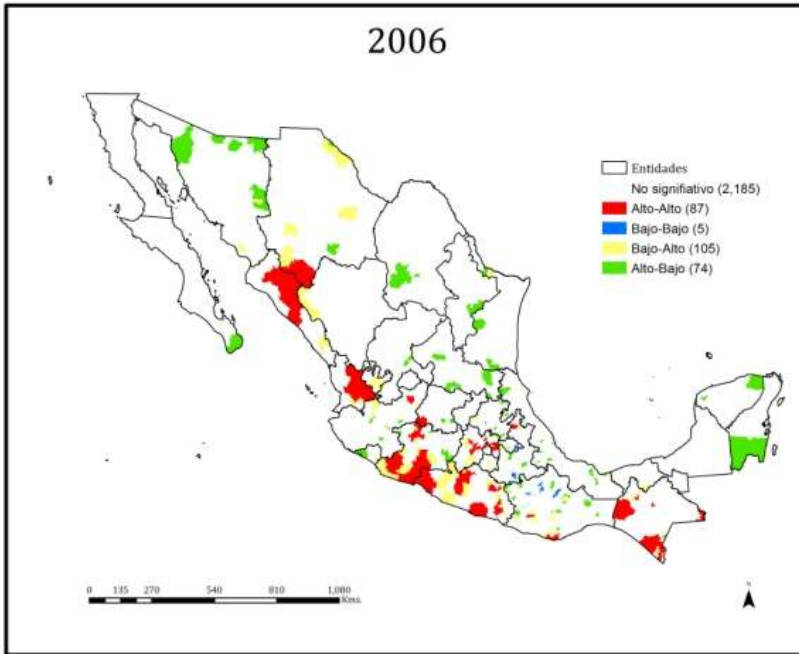 2006
Entidades
No signifiativo (2,185)
Alto-Alto (87)
Bajo-Bajo (5)
Bajo-Alto (105)
Alto-Bajo (74)
0 135 270 540 810 1,080
Kms.
N